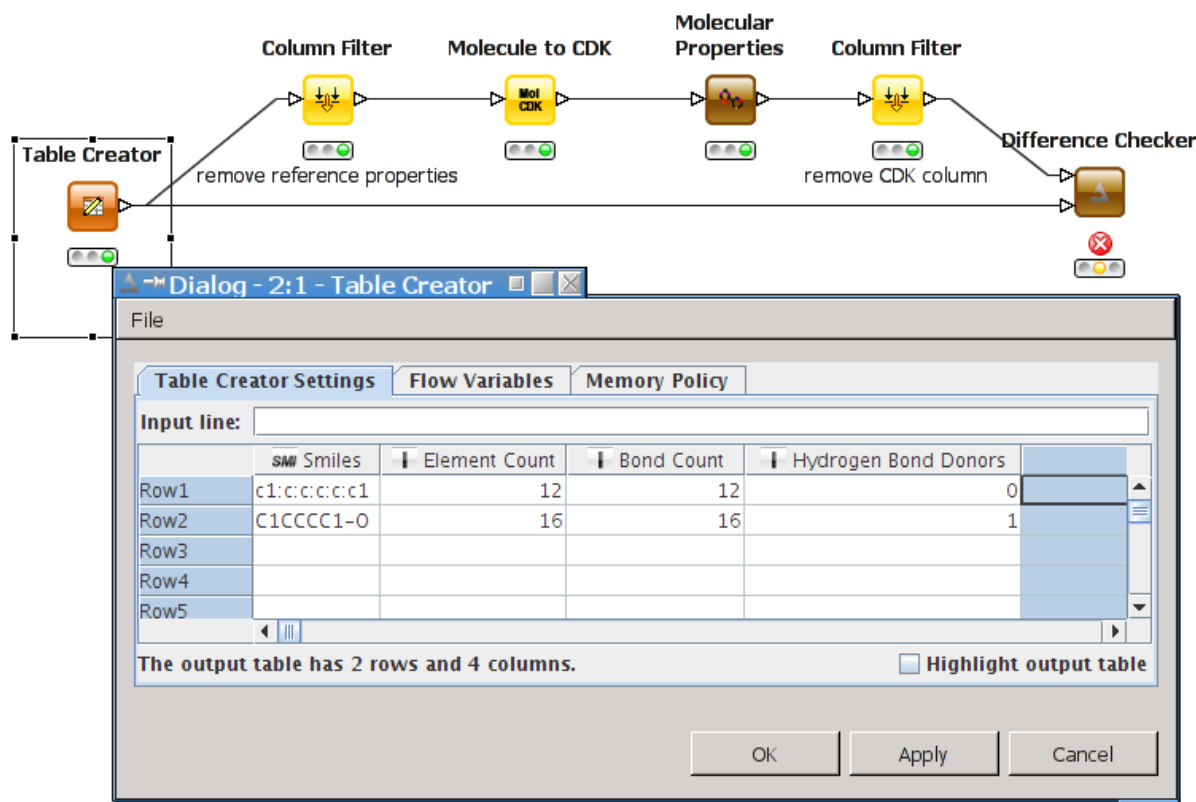 Column Filter
Molecule to CDK
Molecular
Properties
Column Filter
Mol
CDK
Table Creator
Difference Checker
remove reference properties
remove CDK column
Dialog - 2:1 - Table Creator
File
Table Creator Settings Flow Variables Memory Policy
Input line:
SMI Smiles I Element Count I Bond Count I Hydrogen Bond Donors
Row1 c1:c:c:c:c:c1 12 12 0
Row2 C1CCCC1-O 16 16 1
Row3
Row4
Row5
The output table has 2 rows and 4 columns. Highlight output table
OK Apply Cancel